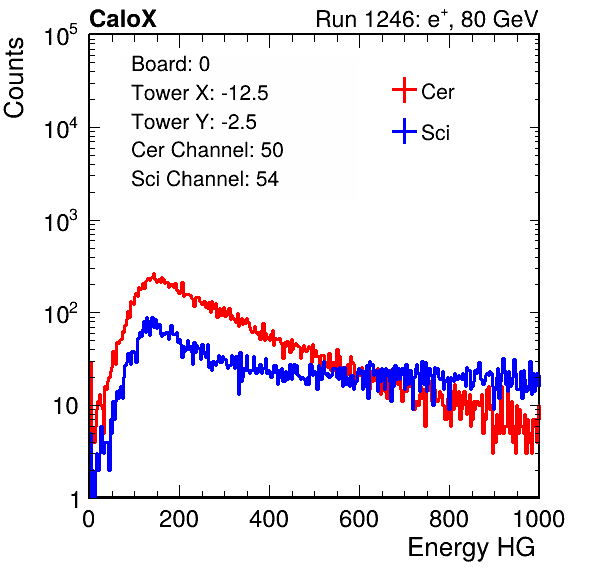 CaloX Run 1246: e⁺, 80 GeV
Board: 0
Tower X: -12.5
Tower Y: -2.5
Cer Channel: 50
Sci Channel: 54
Cer
Sci
Counts
10⁵
10⁴
10³
10²
10
1
0 200 400 600 800 1000
Energy HG